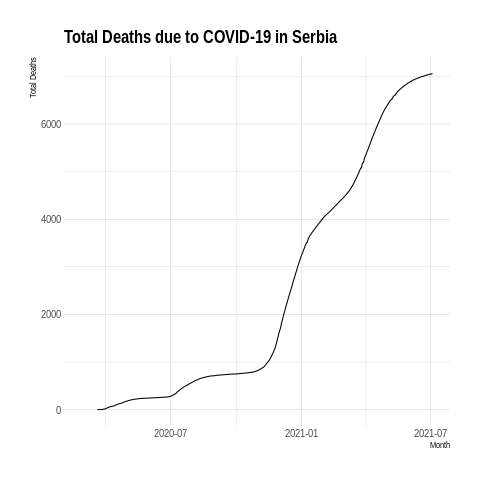 Total Deaths due to COVID-19 in Serbia
Total Deaths
6000
4000
2000
0
2020-07
2021-01
2021-07
Month